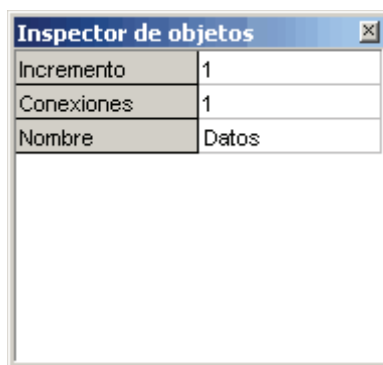 Inspector de objetos
Incremento 1
Conexiones 1
Nombre Datos